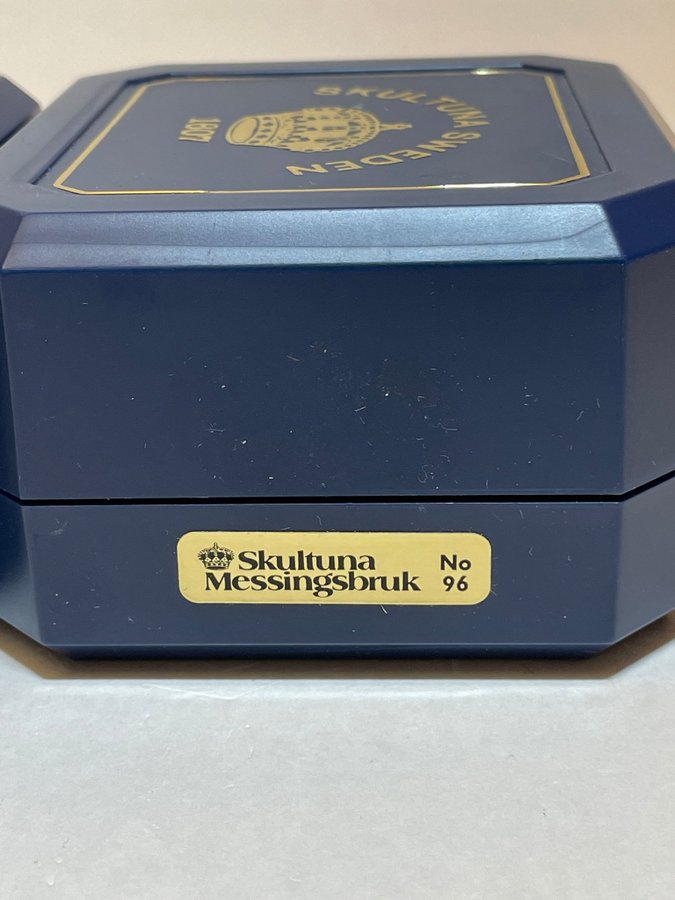 SKULTUNA SWEDEN
1607
Skultuna
Messingsbruk
No
96